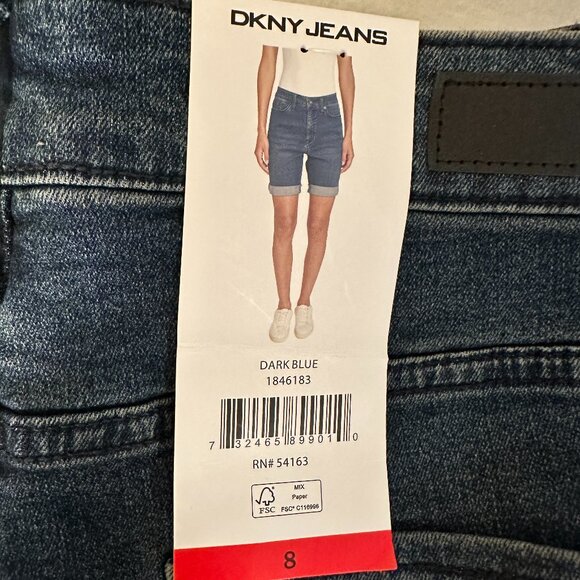 DKNY JEANS
DARK BLUE
1846183
7 32465 89901 0
RN# 54163
FSC
MIX
Paper
FSC® C116996
8